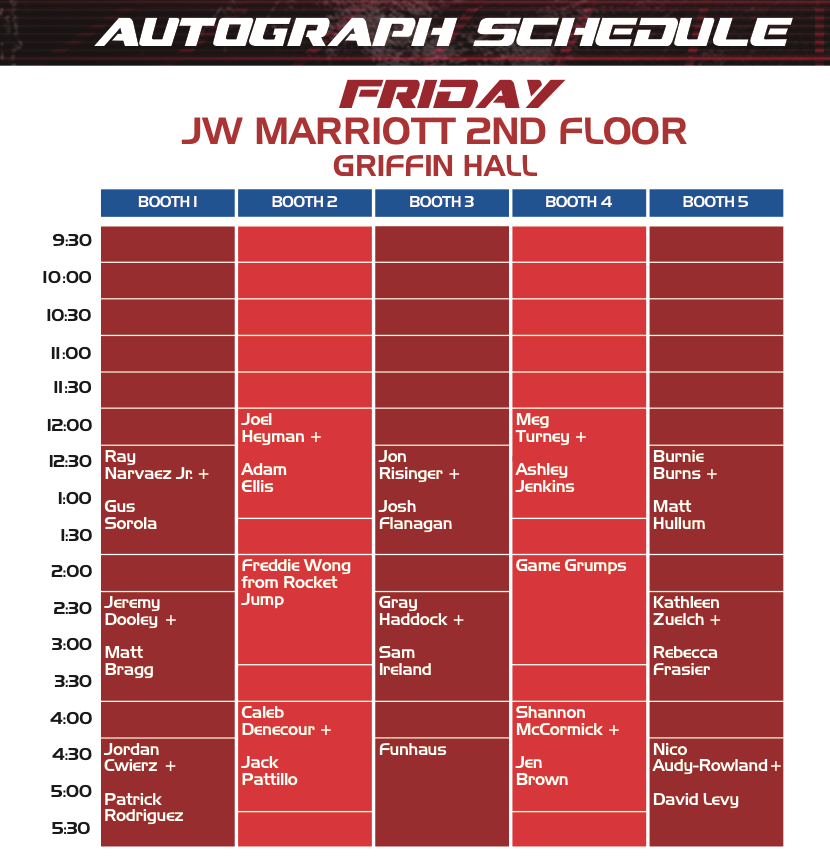 AUTOGRAPH SCHEDULE
FRIDAY
JW MARRIOTT 2ND FLOOR
GRIFFIN HALL
BOOTH 1 BOOTH 2 BOOTH 3 BOOTH 4 BOOTH 5
9:30
10:00
10:30
11:00
11:30
12:00
12:30
1:00
1:30
2:00
2:30
3:00
3:30
4:00
4:30
5:00
5:30
Ray
Narvaez Jr. +
Gus
Sorola
Jeremy
Dooley +
Matt
Bragg
Jordan
Cwierz +
Patrick
Rodriguez
Joel
Heyman +
Adam
Ellis
Freddie Wong
from Rocket
Jump
Caleb
Denecour +
Jack
Pattillo
Jon
Risinger +
Josh
Flanagan
Gray
Haddock +
Sam
Ireland
Funhaus
Meg
Turney +
Ashley
Jenkins
Game Grumps
Shannon
McCormick +
Jen
Brown
Burnie
Burns +
Matt
Hullum
Kathleen
Zuelch +
Rebecca
Frasier
Nico
Audy-Rowland +
David Levy